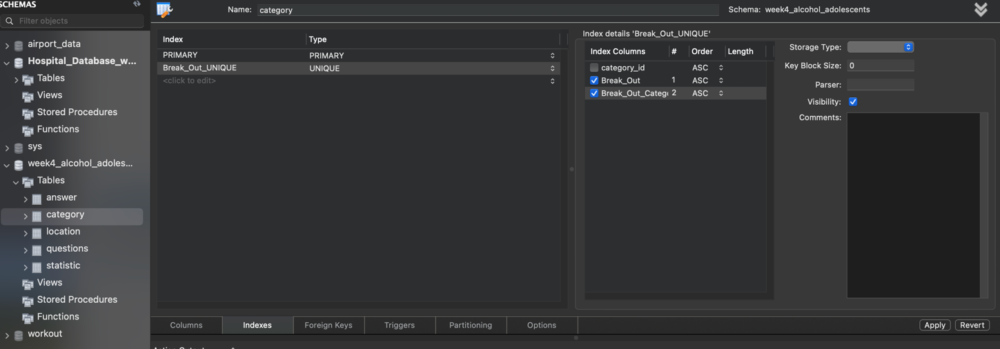 SCHEMAS
Filter objects
airport_data
Hospital_Database_w...
Tables
Views
Stored Procedures
Functions
sys
week4_alcohol_adoles...
Tables
answer
category
location
questions
statistic
Views
Stored Procedures
Functions
workout
Name: category Schema: week4_alcohol_adolescents
Index Type
PRIMARY PRIMARY
Break_Out_UNIQUE UNIQUE
<click to edit>
Index details 'Break_Out_UNIQUE'
Index Columns # Order Length
category_id ASC
Break_Out 1 ASC
Break_Out_Catego 2 ASC
Storage Type:
Key Block Size: 0
Parser:
Visibility:
Comments:
Columns Indexes Foreign Keys Triggers Partitioning Options
Apply Revert